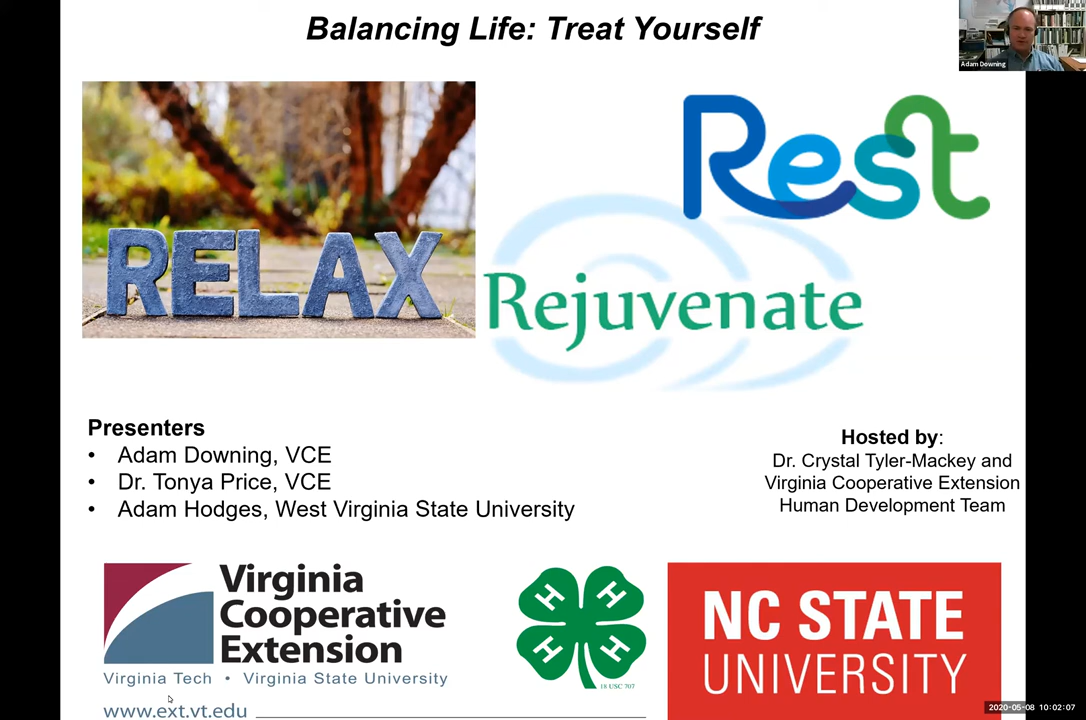 Balancing Life: Treat Yourself
Adam Downing
RELAX
Rest
Rejuvenate
Presenters
• Adam Downing, VCE
• Dr. Tonya Price, VCE
• Adam Hodges, West Virginia State University
Hosted by:
Dr. Crystal Tyler-Mackey and
Virginia Cooperative Extension
Human Development Team
Virginia
Cooperative
Extension
Virginia Tech • Virginia State University
www.ext.vt.edu
H H
H H
18 USC 707
NC STATE
UNIVERSITY
2020-05-08 10:02:07